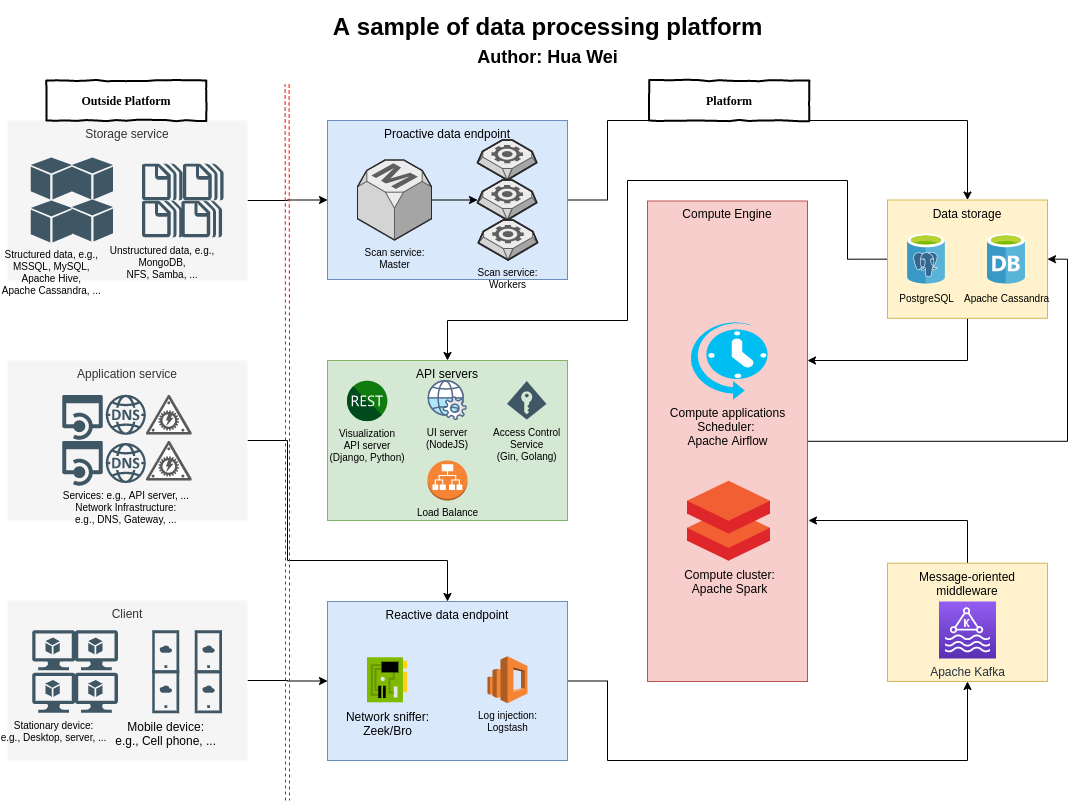 A sample of data processing platform
Author: Hua Wei
Outside Platform
Platform
Storage service
Structured data, e.g.,
MSSQL, MySQL,
Apache Hive,
Apache Cassandra, ...
Unstructured data, e.g.,
MongoDB,
NFS, Samba, ...
Proactive data endpoint
M
Scan service:
Master
Scan service:
Workers
Compute Engine
Compute applications
Scheduler:
Apache Airflow
Compute cluster:
Apache Spark
Data storage
PostgreSQL
DB
Apache Cassandra
Application service
DNS
DNS
Services: e.g., API server, ...
Network Infrastructure:
e.g., DNS, Gateway, ...
API servers
REST
Visualization
API server
(Django, Python)
UI server
(NodeJS)
Access Control
Service
(Gin, Golang)
Load Balance
Client
Stationary device:
e.g., Desktop, server, ...
Mobile device:
e.g., Cell phone, ...
Reactive data endpoint
Network sniffer:
Zeek/Bro
Log injection:
Logstash
Message-oriented
middleware
K
Apache Kafka